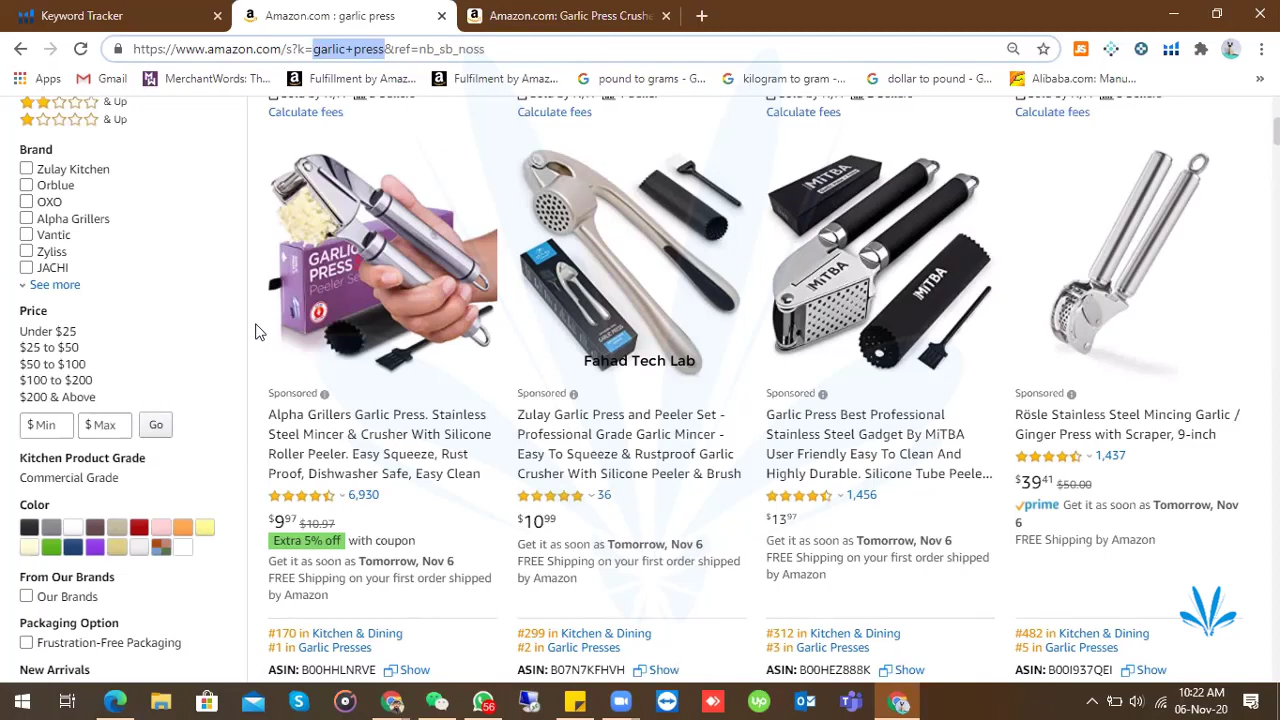 Keyword Tracker
Amazon.com : garlic press
Amazon.com: Garlic Press Crushe
https://www.amazon.com/s?k=garlic+press&ref=nb_sb_noss
Apps
Gmail
MerchantWords: Th...
Fulfillment by Amaz...
Fulfilment by Amaz...
pound to grams - G...
kilogram to gram -...
dollar to pound - G...
Alibaba.com: Manu...
»
& Up
& Up
Calculate fees
Calculate fees
Calculate fees
Calculate fees
Brand
Zulay Kitchen
Orblue
OXO
Alpha Grillers
Vantic
Zyliss
JACHI
See more
Price
Under $25
$25 to $50
$50 to $100
$100 to $200
$200 & Above
$ Min
$ Max
Go
Kitchen Product Grade
Commercial Grade
Color
From Our Brands
Our Brands
Packaging Option
Frustration-Free Packaging
New Arrivals
GARLIC
PRESS
Peeler Set
MiTBA
MiTBA
MiTBA
Fahad Tech Lab
Sponsored
Alpha Grillers Garlic Press. Stainless
Steel Mincer & Crusher With Silicone
Roller Peeler. Easy Squeeze, Rust
Proof, Dishwasher Safe, Easy Clean
6,930
$997 $10.97
Extra 5% off with coupon
Get it as soon as Tomorrow, Nov 6
FREE Shipping on your first order shipped
by Amazon
#170 in Kitchen & Dining
#1 in Garlic Presses
ASIN: B00HHLNRVE Show
Sponsored
Zulay Garlic Press and Peeler Set -
Professional Grade Garlic Mincer -
Easy To Squeeze & Rustproof Garlic
Crusher With Silicone Peeler & Brush
36
$1099
Get it as soon as Tomorrow, Nov 6
FREE Shipping on your first order shipped
by Amazon
#299 in Kitchen & Dining
#2 in Garlic Presses
ASIN: B07N7KFHVH Show
Sponsored
Garlic Press Best Professional
Stainless Steel Gadget By MiTBA
User Friendly Easy To Clean And
Highly Durable. Silicone Tube Peele...
1,456
$1397
Get it as soon as Tomorrow, Nov 6
FREE Shipping on your first order shipped
by Amazon
#312 in Kitchen & Dining
#3 in Garlic Presses
ASIN: B00HEZ888K Show
Sponsored
Rösle Stainless Steel Mincing Garlic /
Ginger Press with Scraper, 9-inch
1,437
$3941 $50.00
prime Get it as soon as Tomorrow, Nov
6
FREE Shipping by Amazon
#482 in Kitchen & Dining
#5 in Garlic Presses
ASIN: B00I937QEI Show
56
10:22 AM
06-Nov-20